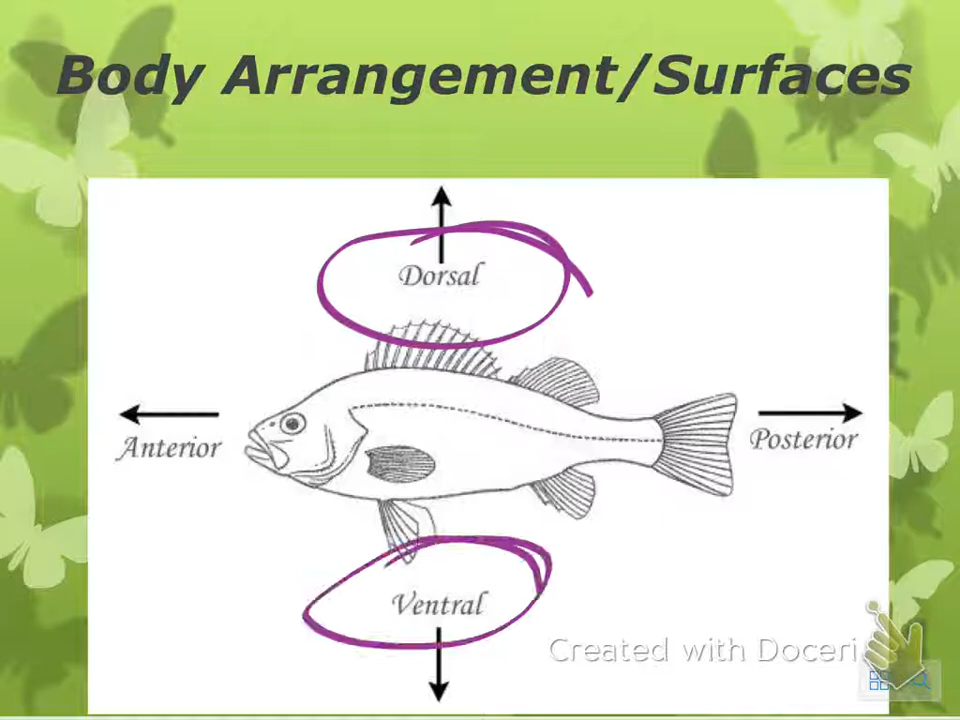 Body Arrangement/Surfaces
Dorsal
Anterior
Posterior
Ventral
Created with Doceri